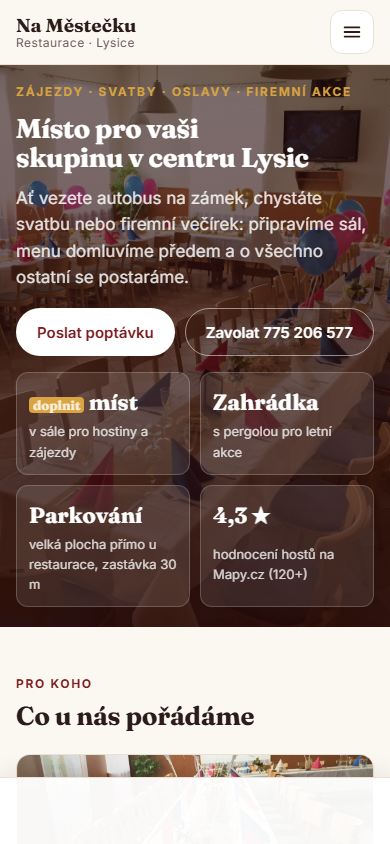 Na Městečku
Restaurace · Lysice
ZÁJEZDY · SVATBY · OSLAVY · FIREMNÍ AKCE
Místo pro vaši
skupinu v centru Lysic
Ať vezete autobus na zámek, chystáte
svatbu nebo firemní večírek: připravíme sál,
menu domluvíme předem a o všechno
ostatní se postaráme.
Poslat poptávku
Zavolat 775 206 577
doplnit míst
v sále pro hostiny a
zájezdy
Zahrádka
s pergolou pro letní
akce
Parkování
velká plocha přímo u
restaurace, zastávka 30
m
4,3 ★
hodnocení hostů na
Mapy.cz (120+)
PRO KOHO
Co u nás pořádáme